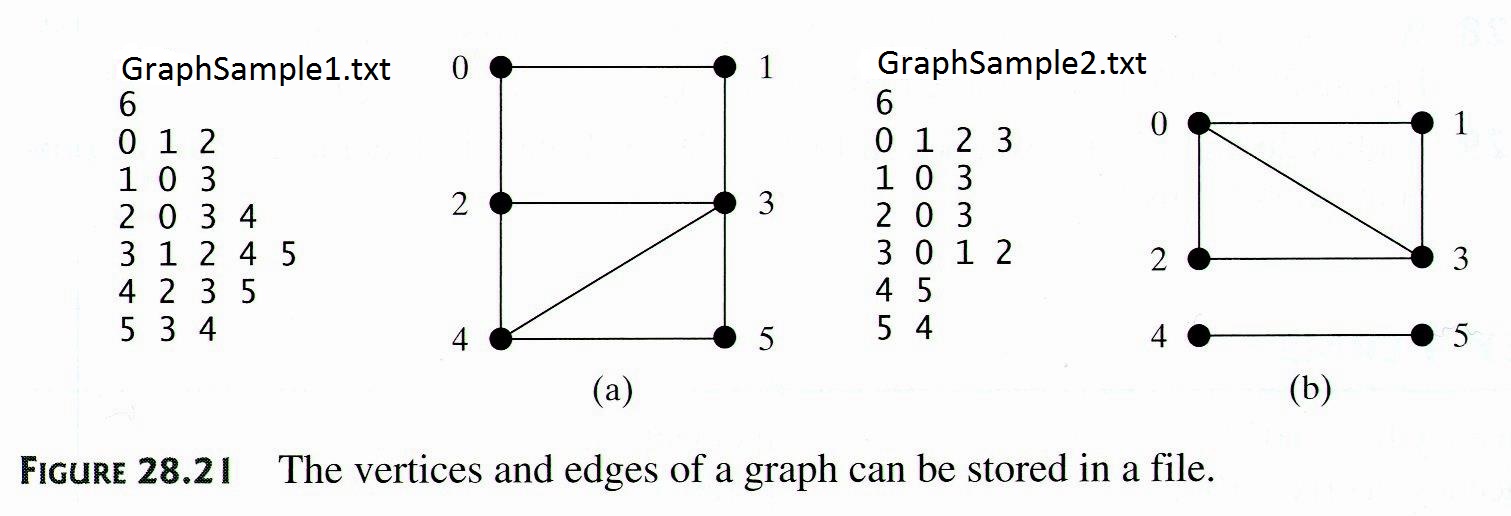 GraphSample1.txt
6
0 1 2
1 0 3
2 0 3 4
3 1 2 4 5
4 2 3 5
5 3 4
0 1
2 3
4 5
(a)
GraphSample2.txt
6
0 1 2 3
1 0 3
2 0 3
3 0 1 2
4 5
5 4
0 1
2 3
4 5
(b)
FIGURE 28.21 The vertices and edges of a graph can be stored in a file.